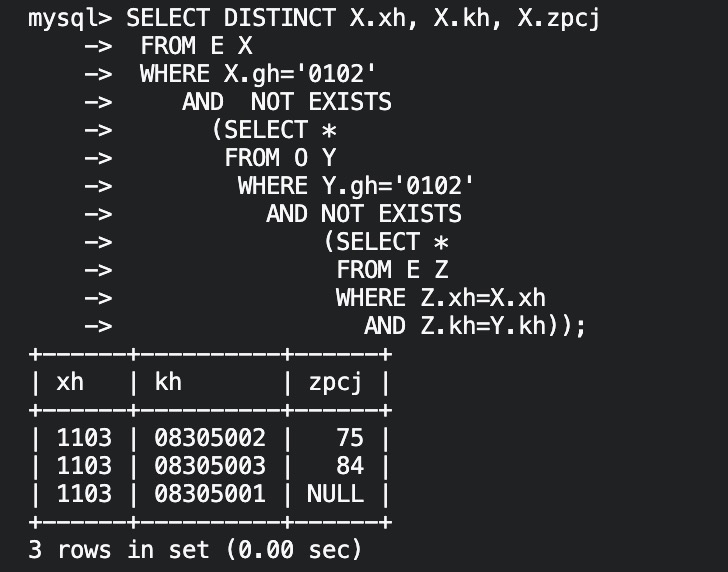 mysql> SELECT DISTINCT X.xh, X.kh, X.zpcj
    ->  FROM E X
    ->  WHERE X.gh='0102'
    ->     AND  NOT EXISTS
    ->       (SELECT *
    ->        FROM O Y
    ->         WHERE Y.gh='0102'
    ->           AND NOT EXISTS
    ->               (SELECT *
    ->                FROM E Z
    ->                WHERE Z.xh=X.xh
    ->                  AND Z.kh=Y.kh));
+------+----------+------+
| xh   | kh       | zpcj |
+------+----------+------+
| 1103 | 08305002 |   75 |
| 1103 | 08305003 |   84 |
| 1103 | 08305001 | NULL |
+------+----------+------+
3 rows in set (0.00 sec)